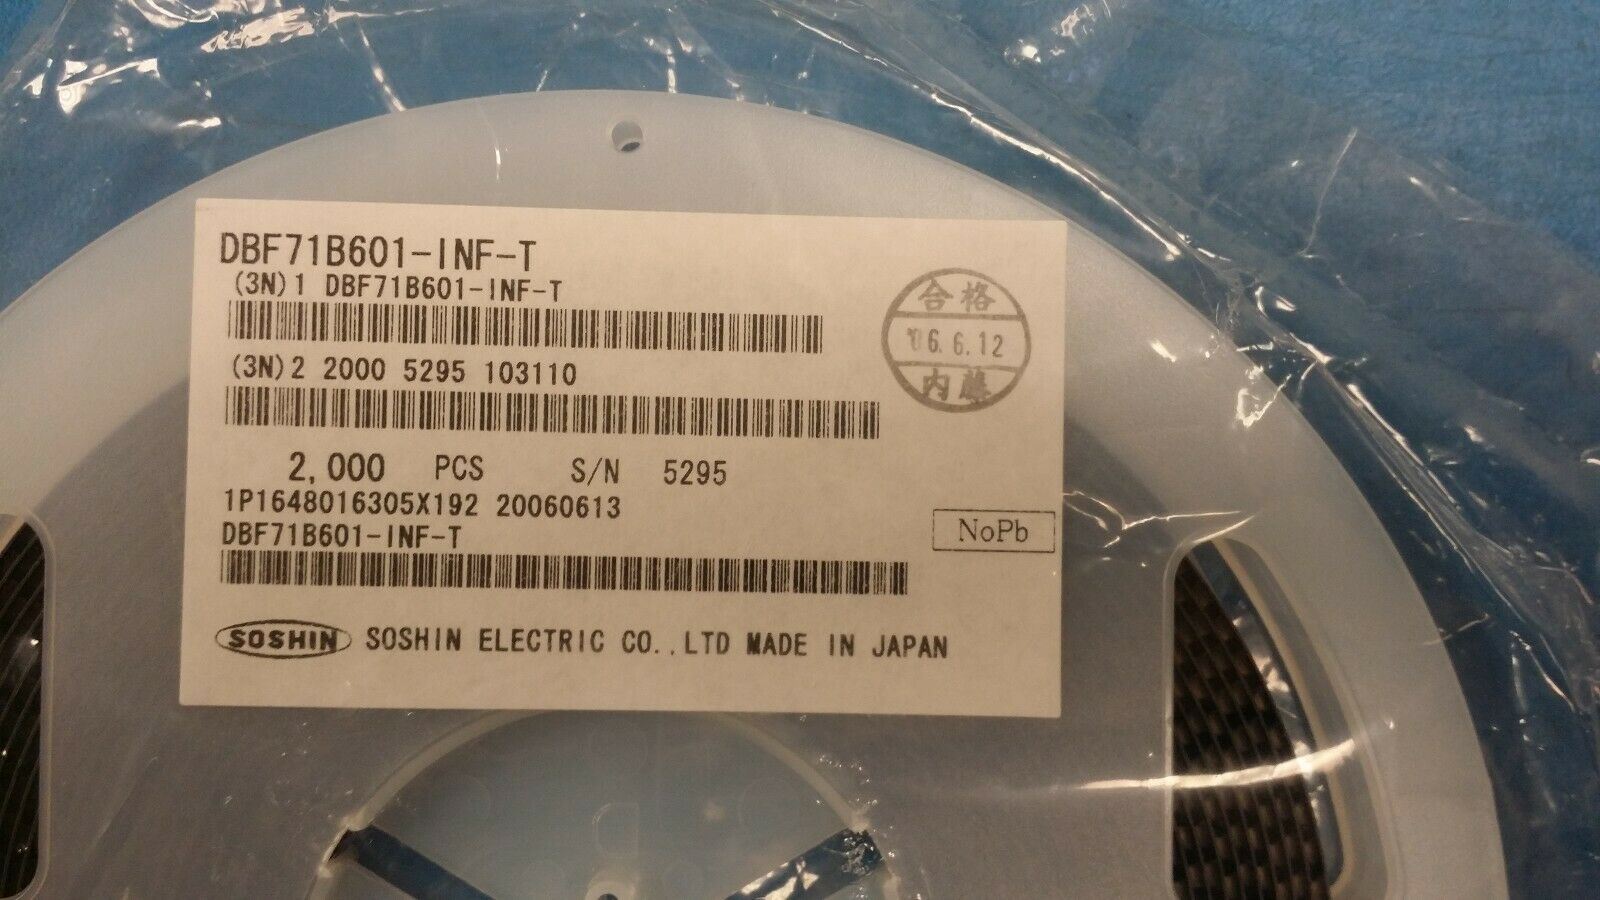 DBF71B601-INF-T
(3N)1 DBF71B601-INF-T
(3N)2 2000 5295 103110
合格
'06.6.12
内藤
2,000 PCS S/N 5295
1P1648016305X192 20060613
DBF71B601-INF-T
NoPb
SOSHIN SOSHIN ELECTRIC CO.,LTD MADE IN JAPAN